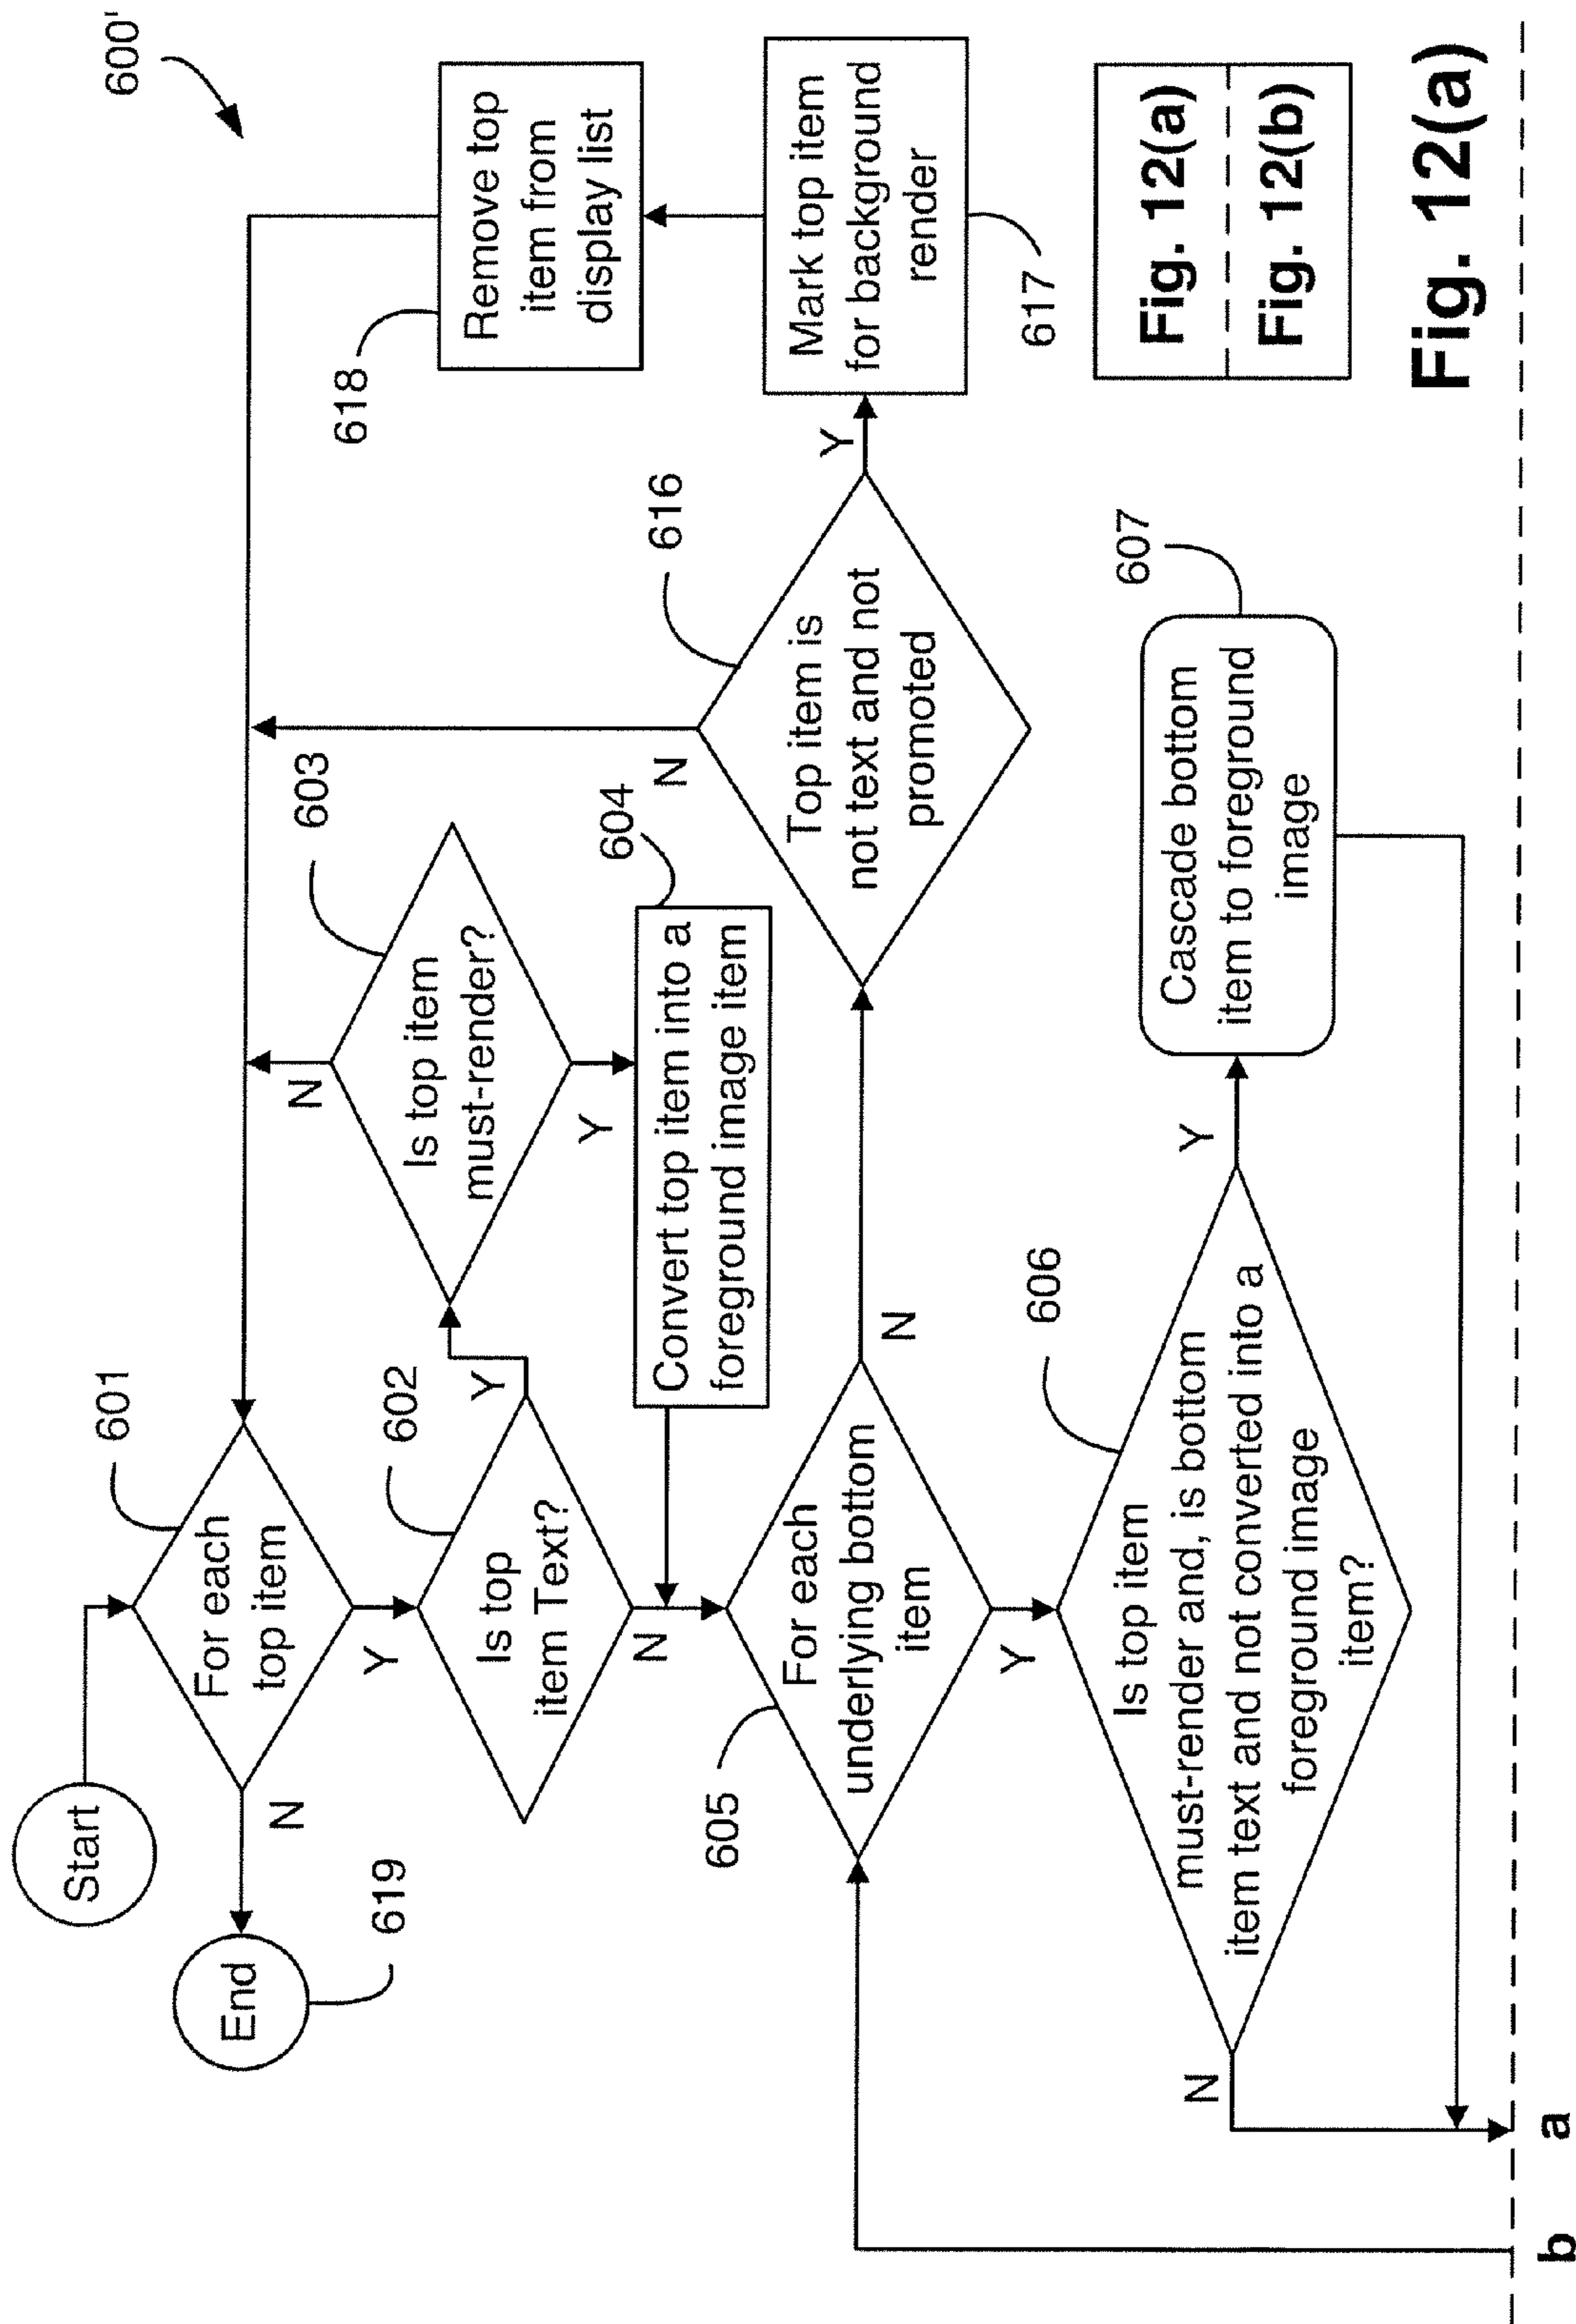 600'
Start
601
For each
top item
N
Y
End
619
602
Is top
item Text?
Y
N
603
Is top item
must-render?
N
Y
604
Convert top item into a
foreground image item
618
Remove top
item from
display list
605
For each
underlying bottom
item
N
Y
616
Top item is
not text and not
promoted
N
Y
Mark top item
for background
render
617
606
Is top item
must-render and, is bottom
item text and not converted into a
foreground image
item?
N
Y
607
Cascade bottom
item to foreground
image
Fig. 12(a)
Fig. 12(b)
Fig. 12(a)
b
a